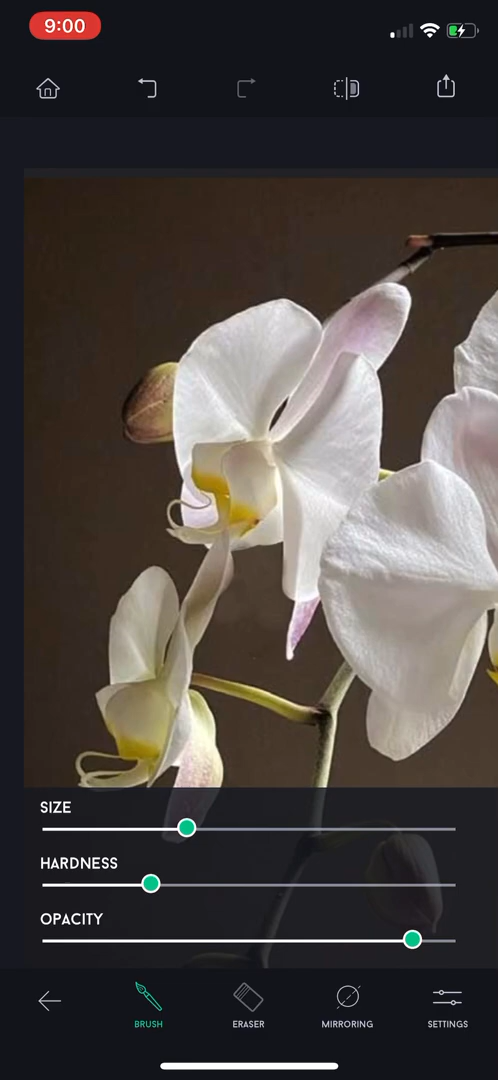 9:00
SIZE
HARDNESS
OPACITY
BRUSH
ERASER
MIRRORING
SETTINGS